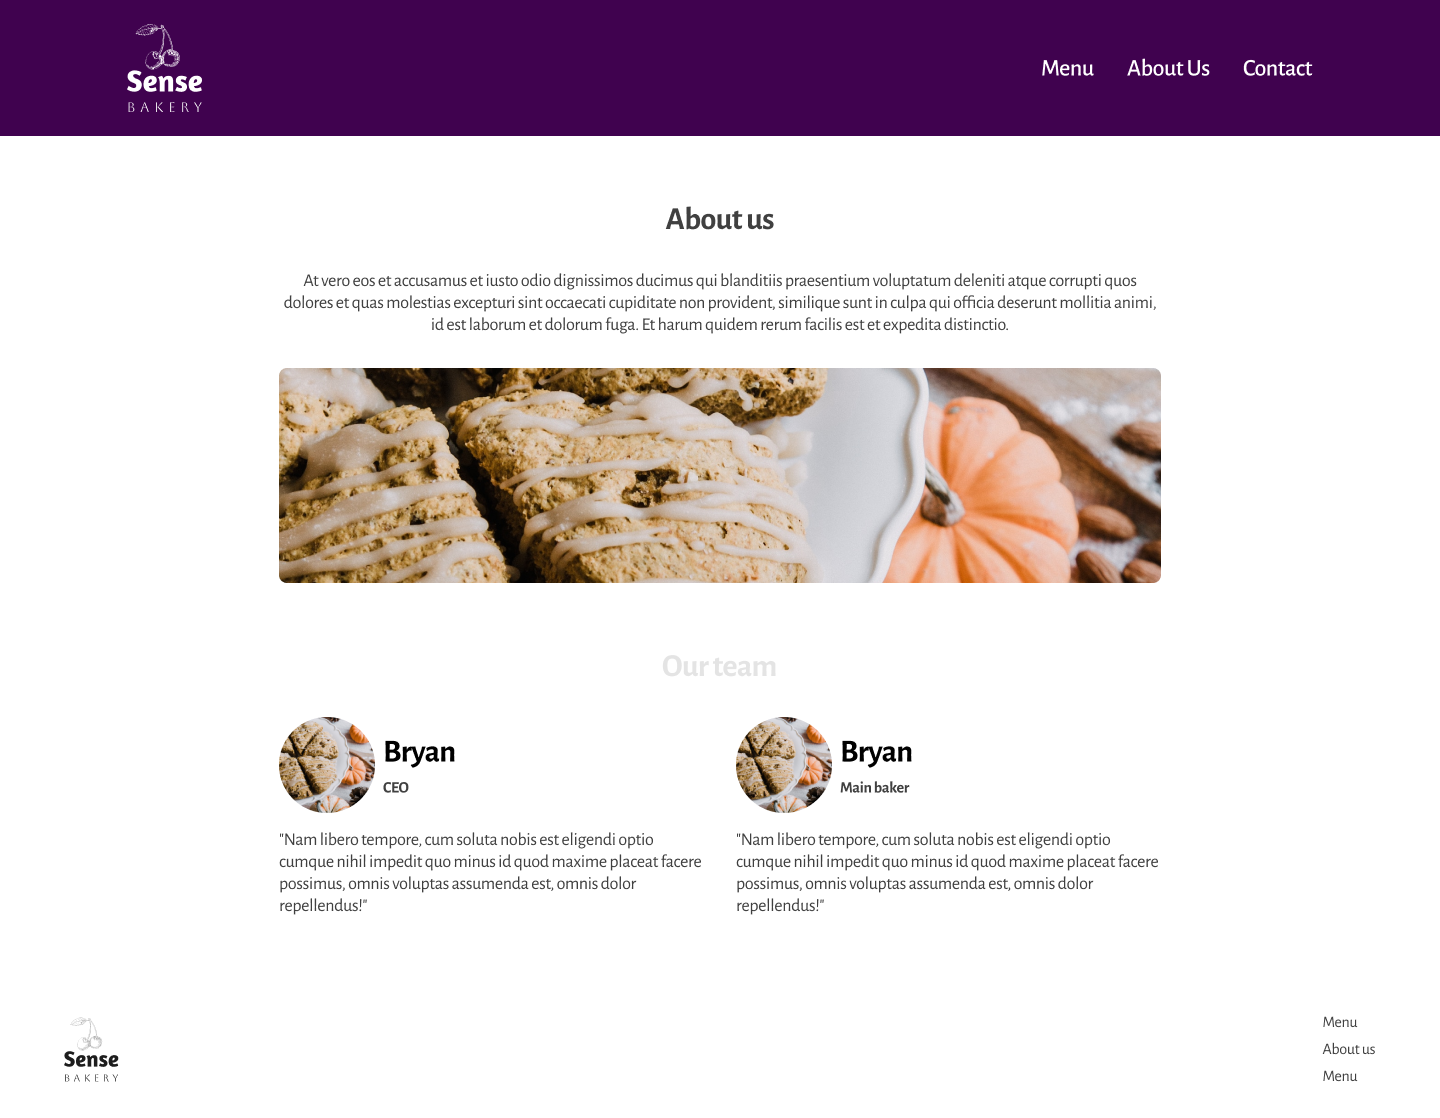 Sense
BAKERY
Menu About Us Contact
About us
At vero eos et accusamus et iusto odio dignissimos ducimus qui blanditiis praesentium voluptatum deleniti atque corrupti quos
dolores et quas molestias excepturi sint occaecati cupiditate non provident, similique sunt in culpa qui officia deserunt mollitia animi,
id est laborum et dolorum fuga. Et harum quidem rerum facilis est et expedita distinctio.
Our team
Bryan
CEO
"Nam libero tempore, cum soluta nobis est eligendi optio
cumque nihil impedit quo minus id quod maxime placeat facere
possimus, omnis voluptas assumenda est, omnis dolor
repellendus!"
Bryan
Main baker
"Nam libero tempore, cum soluta nobis est eligendi optio
cumque nihil impedit quo minus id quod maxime placeat facere
possimus, omnis voluptas assumenda est, omnis dolor
repellendus!"
Sense
BAKERY
Menu
About us
Menu